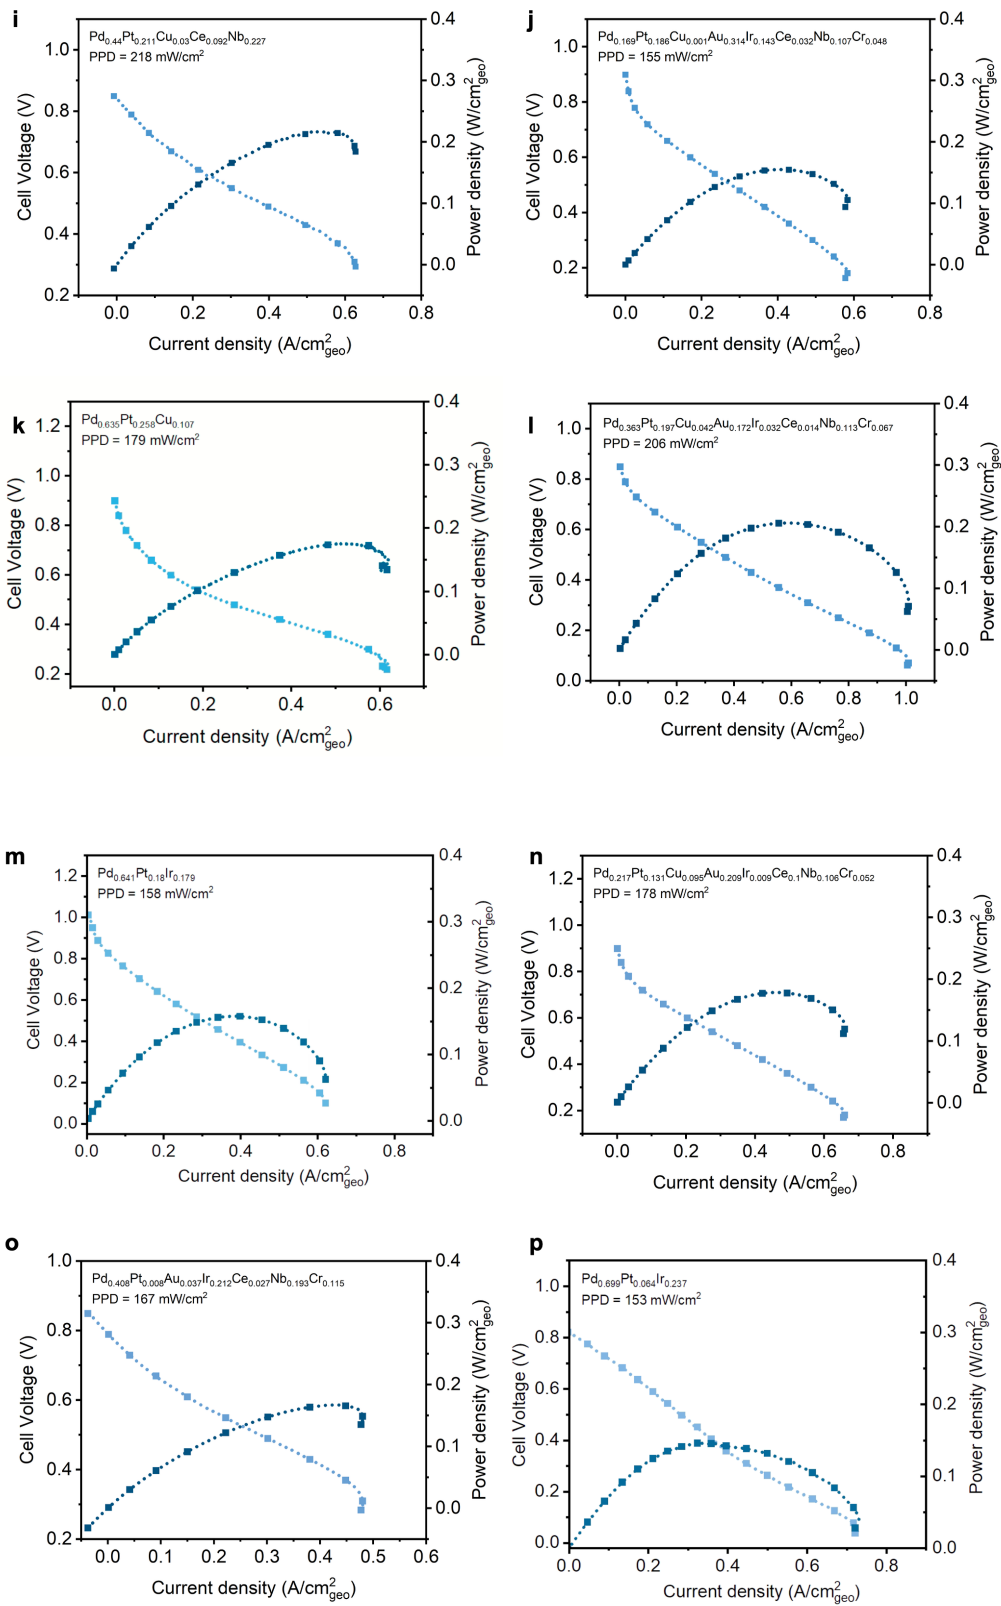 i
Pd0.44Pt0.211Cu0.03Ce0.092Nb0.227
PPD = 218 mW/cm2
Cell Voltage (V)
1.0
0.8
0.6
0.4
0.2
0.4
0.3
0.2
0.1
0.0
Power density (W/cm2geo)
0.0 0.2 0.4 0.6 0.8
Current density (A/cm2geo)
j
Pd0.169Pt0.186Cu0.001Au0.314Ir0.143Ce0.032Nb0.107Cr0.048
PPD = 155 mW/cm2
Cell Voltage (V)
1.0
0.8
0.6
0.4
0.2
0.4
0.3
0.2
0.1
0.0
Power density (W/cm2geo)
0.0 0.2 0.4 0.6 0.8
Current density (A/cm2geo)
k
Pd0.635Pt0.258Cu0.107
PPD = 179 mW/cm2
Cell Voltage (V)
1.2
1.0
0.8
0.6
0.4
0.2
0.4
0.3
0.2
0.1
0.0
Power density (W/cm2geo)
0.0 0.2 0.4 0.6
Current density (A/cm2geo)
l
Pd0.363Pt0.197Cu0.042Au0.172Ir0.032Ce0.014Nb0.113Cr0.067
PPD = 206 mW/cm2
Cell Voltage (V)
1.0
0.8
0.6
0.4
0.2
0.0
0.4
0.3
0.2
0.1
0.0
Power density (W/cm2geo)
0.0 0.2 0.4 0.6 0.8 1.0
Current density (A/cm2geo)
m
Pd0.641Pt0.18Ir0.179
PPD = 158 mW/cm2
Cell Voltage (V)
1.2
1.0
0.8
0.6
0.4
0.2
0.0
0.4
0.3
0.2
0.1
0.0
Power density (W/cm2geo)
0.0 0.2 0.4 0.6 0.8
Current density (A/cm2geo)
n
Pd0.217Pt0.131Cu0.095Au0.209Ir0.009Ce0.1Nb0.106Cr0.052
PPD = 178 mW/cm2
Cell Voltage (V)
1.2
1.0
0.8
0.6
0.4
0.2
0.4
0.3
0.2
0.1
0.0
Power density (W/cm2geo)
0.0 0.2 0.4 0.6 0.8
Current density (A/cm2geo)
o
Pd0.408Pt0.008Au0.037Ir0.212Ce0.027Nb0.193Cr0.115
PPD = 167 mW/cm2
Cell Voltage (V)
1.0
0.8
0.6
0.4
0.2
0.4
0.3
0.2
0.1
0.0
Power density (W/cm2geo)
0.0 0.1 0.2 0.3 0.4 0.5 0.6
Current density (A/cm2geo)
p
Pd0.699Pt0.064Ir0.237
PPD = 153 mW/cm2
Cell Voltage (V)
1.0
0.8
0.6
0.4
0.2
0.0
0.4
0.3
0.2
0.1
0.0
Power density (W/cm2geo)
0.0 0.2 0.4 0.6 0.8
Current density (A/cm2geo)